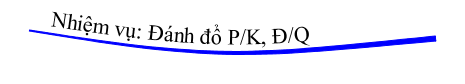 Nhiệm vụ: Đánh đổ P/K, Đ/Q